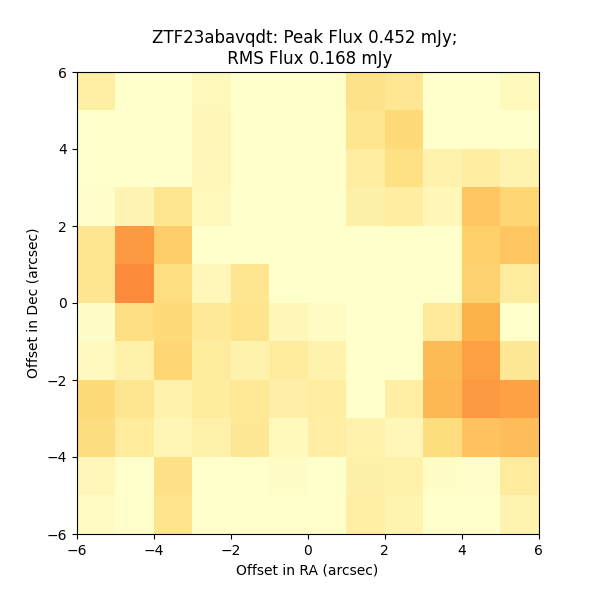 ZTF23abavqdt: Peak Flux 0.452 mJy;
RMS Flux 0.168 mJy
6
4
2
0
−2
−4
−6
Offset in Dec (arcsec)
−6 −4 −2 0 2 4 6
Offset in RA (arcsec)